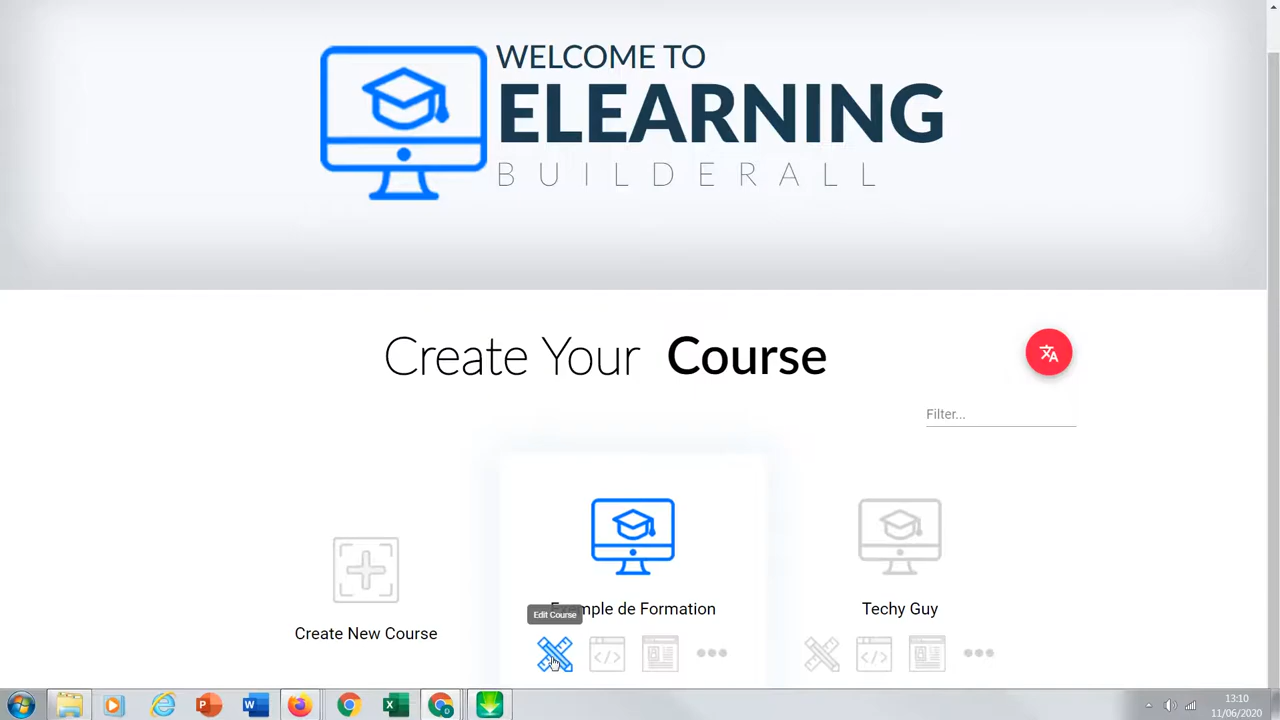 WELCOME TO
ELEARNING
BUILDERALL
Create Your Course
Filter...
Create New Course
Edit Course
mple de Formation
Techy Guy
13:10
11/06/2020